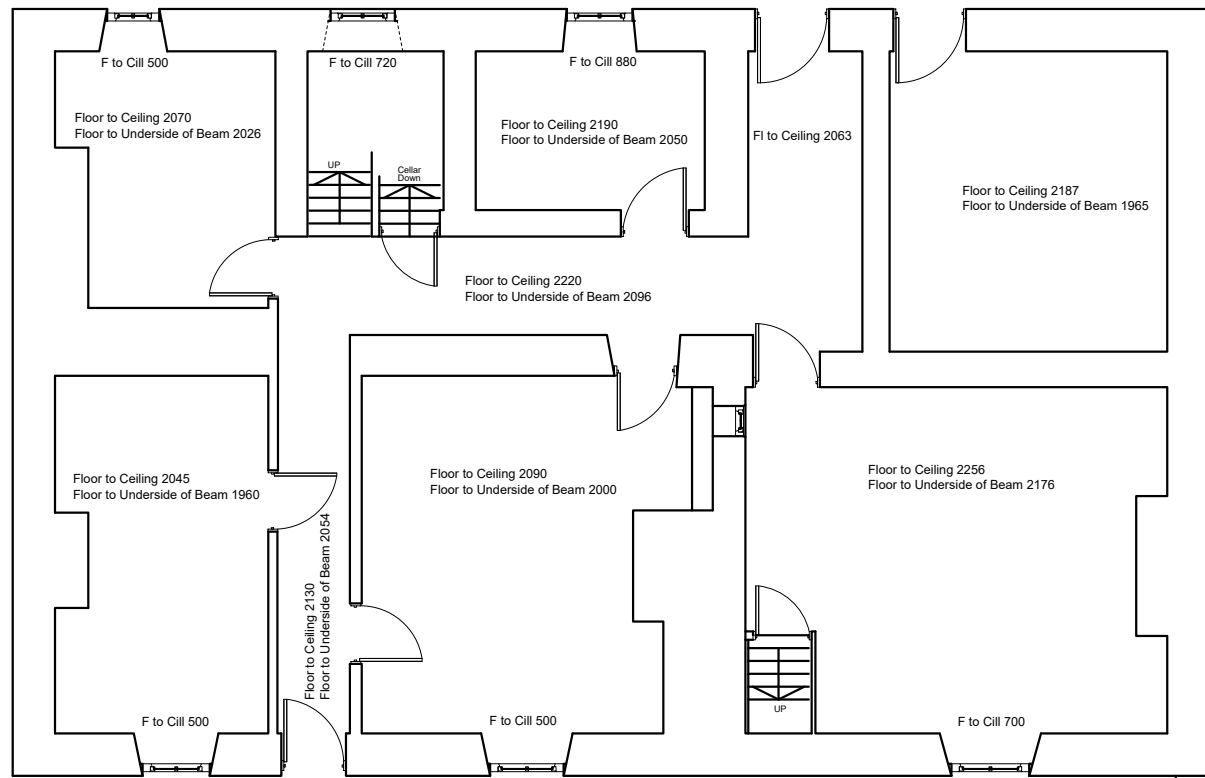 F to Cill 500
F to Cill 720
F to Cill 880
Floor to Ceiling 2070
Floor to Underside of Beam 2026
Floor to Ceiling 2190
Floor to Underside of Beam 2050
Fl to Ceiling 2063
UP
Cellar
Down
Floor to Ceiling 2187
Floor to Underside of Beam 1965
Floor to Ceiling 2220
Floor to Underside of Beam 2096
Floor to Ceiling 2045
Floor to Underside of Beam 1960
Floor to Ceiling 2130
Floor to Underside of Beam 2054
Floor to Ceiling 2090
Floor to Underside of Beam 2000
Floor to Ceiling 2256
Floor to Underside of Beam 2176
UP
F to Cill 500
F to Cill 500
F to Cill 700